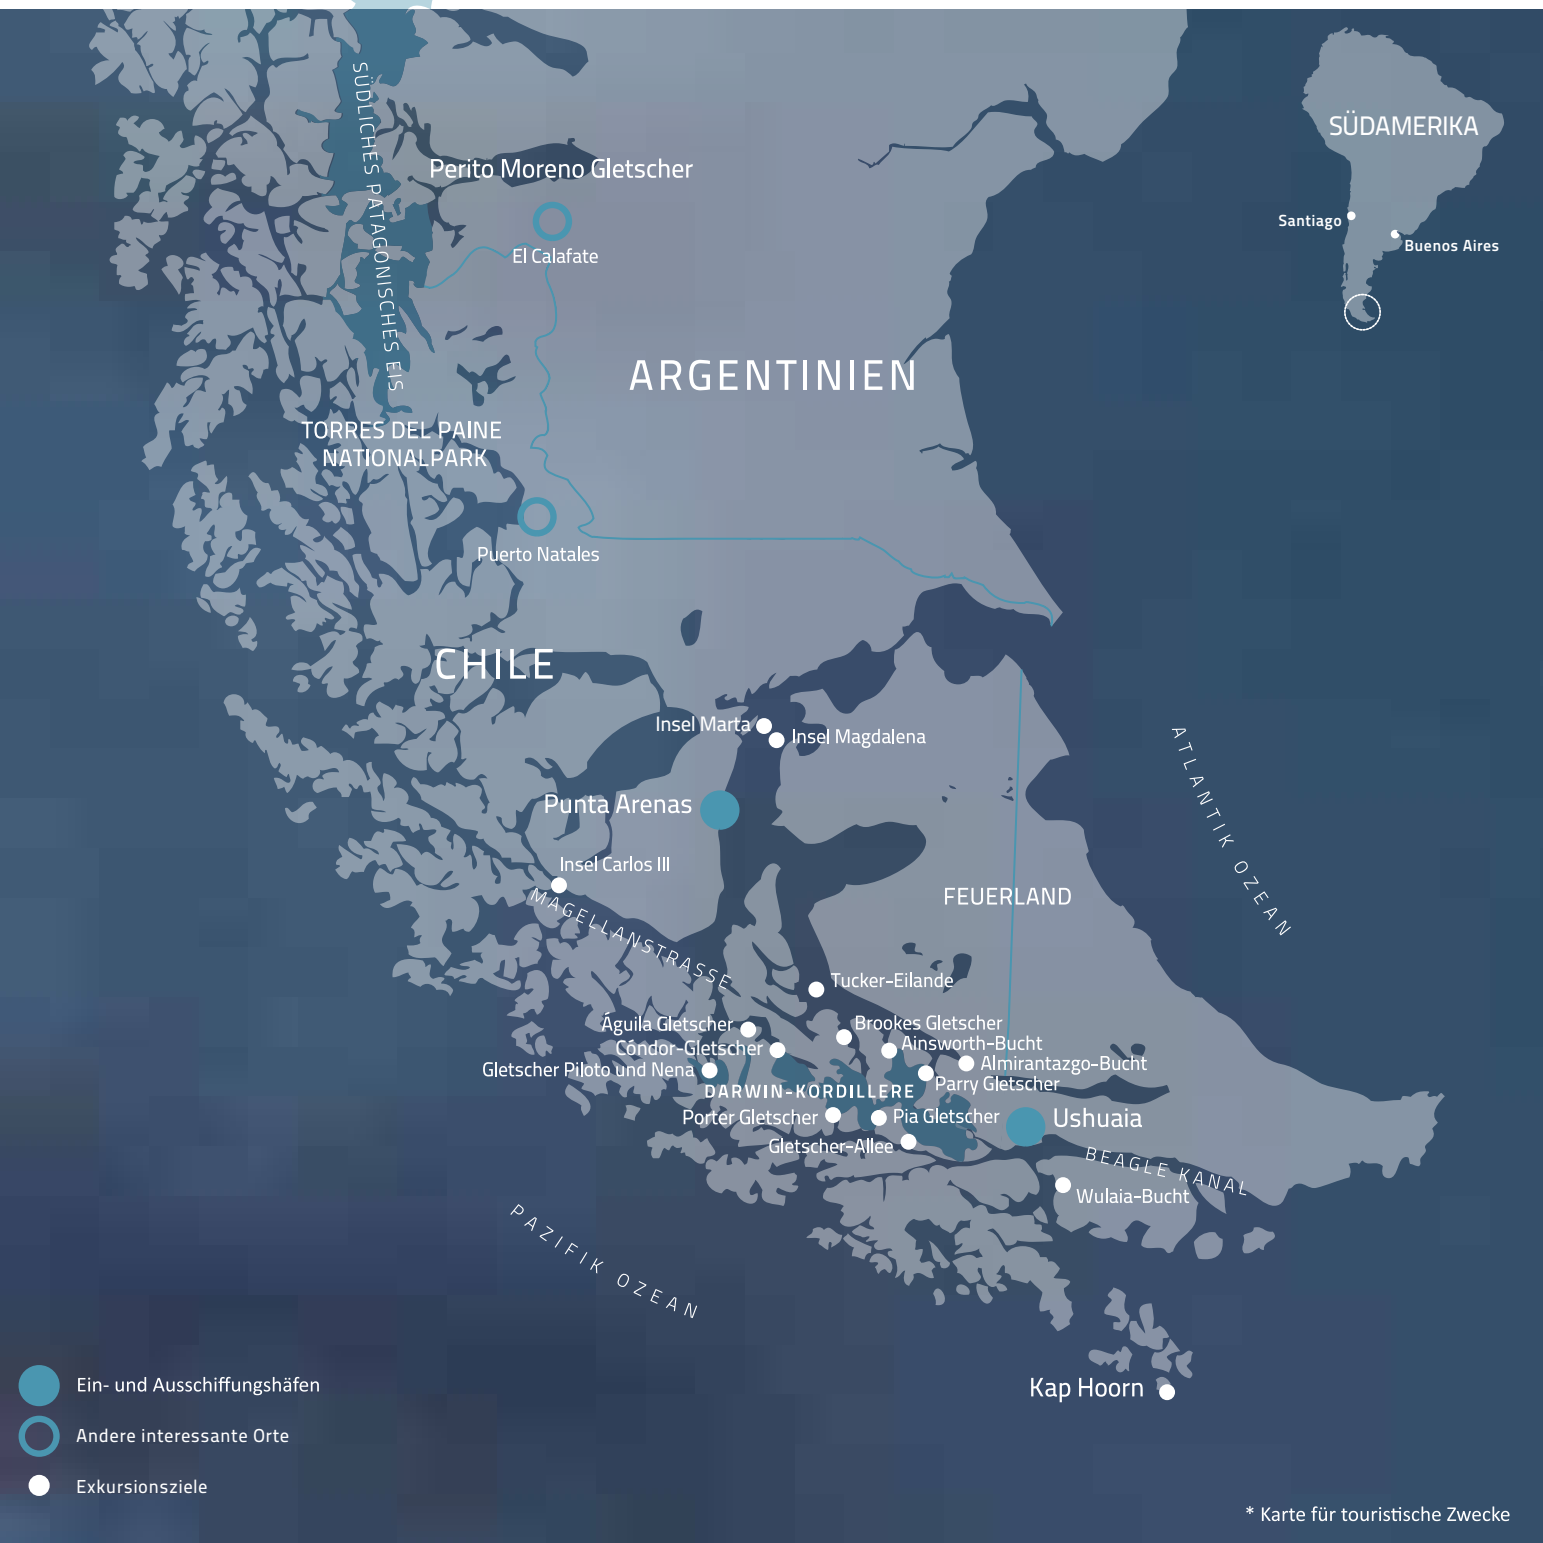 SÜDLICHES PATAGONISCHES EIS
Perito Moreno Gletscher
El Calafate
SÜDAMERIKA
Santiago
Buenos Aires
ARGENTINIEN
TORRES DEL PAINE
NATIONALPARK
Puerto Natales
CHILE
Insel Marta
Insel Magdalena
Punta Arenas
Insel Carlos III
MAGELLANSTRASSE
FEUERLAND
ATLANTIK OZEAN
Tucker-Eilande
Águila Gletscher
Brookes Gletscher
Cóndor-Gletscher
Ainsworth-Bucht
Gletscher Piloto und Nena
Almirantazgo-Bucht
Parry Gletscher
DARWIN-KORDILLERE
Porter Gletscher
Pia Gletscher
Ushuaia
Gletscher-Allee
BEAGLE KANAL
Wulaia-Bucht
PAZIFIK OZEAN
Kap Hoorn
Ein- und Ausschiffungshäfen
Andere interessante Orte
Exkursionsziele
* Karte für touristische Zwecke